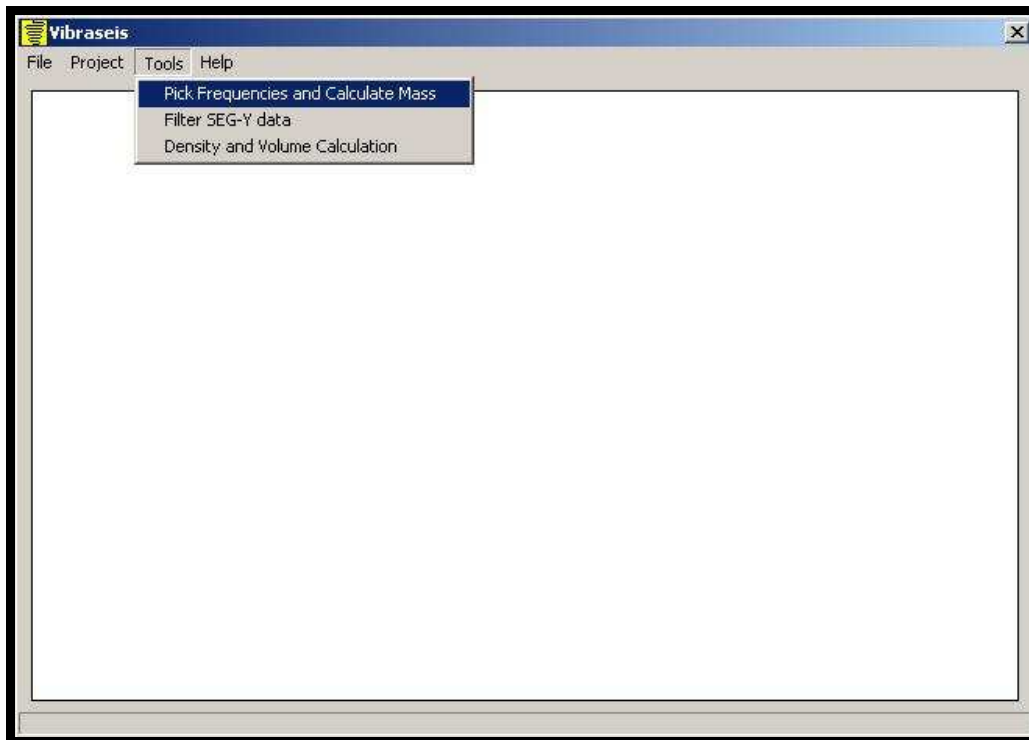 Vibraseis
File Project Tools Help
Pick Frequencies and Calculate Mass
Filter SEG-Y data
Density and Volume Calculation